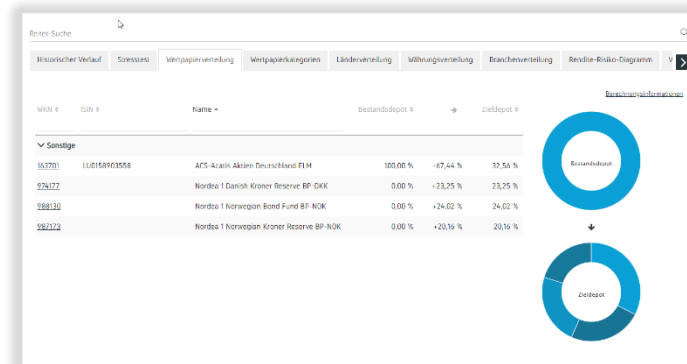 Reiter-Suche
Historischer Verlauf Stresstest Wertpapierverteilung Wertpapierkategorien Länderverteilung Währungsverteilung Branchenverteilung Rendite-Risiko-Diagramm V
Berechnungsinformationen
WKN ISIN Name Bestandsdepot Zieldepot
Sonstige
163701 LU0158903558 ACS-Acatis Aktien Deutschland ELM 100,00 % -67,44 % 32,56 %
974177 Nordea 1 Danish Kroner Reserve BP-DKK 0,00 % +23,25 % 23,25 %
988130 Nordea 1 Norwegian Bond Fund BP-NOK 0,00 % +24,02 % 24,02 %
987173 Nordea 1 Norwegian Kroner Reserve BP-NOK 0,00 % +20,16 % 20,16 %
Bestandsdepot
Zieldepot